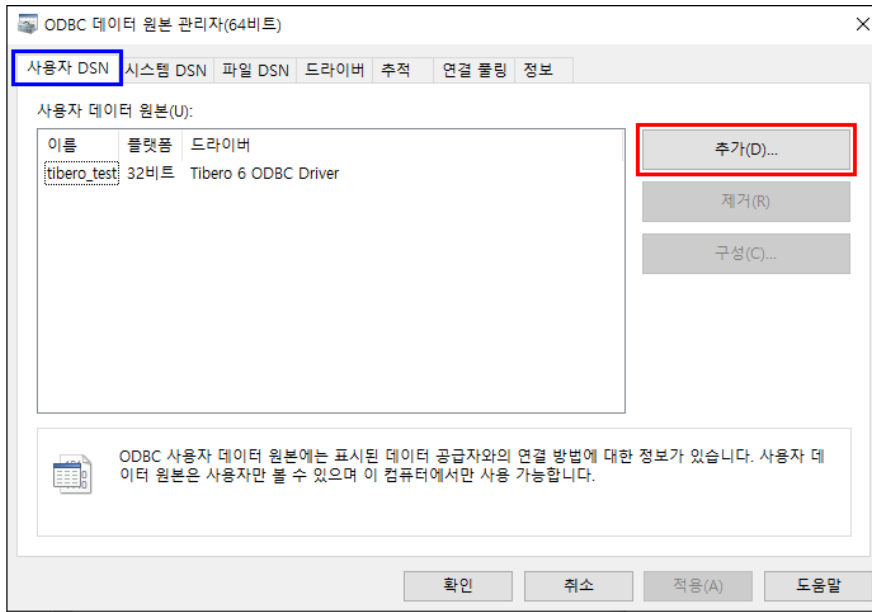 ODBC 데이터 원본 관리자(64비트)
사용자 DSN 시스템 DSN 파일 DSN 드라이버 추적 연결 풀링 정보
사용자 데이터 원본(U):
이름 플랫폼 드라이버
tibero_test 32비트 Tibero 6 ODBC Driver
추가(D)...
제거(R)
구성(C)...
ODBC 사용자 데이터 원본에는 표시된 데이터 공급자와의 연결 방법에 대한 정보가 있습니다. 사용자 데
이터 원본은 사용자만 볼 수 있으며 이 컴퓨터에서만 사용 가능합니다.
확인 취소 적용(A) 도움말